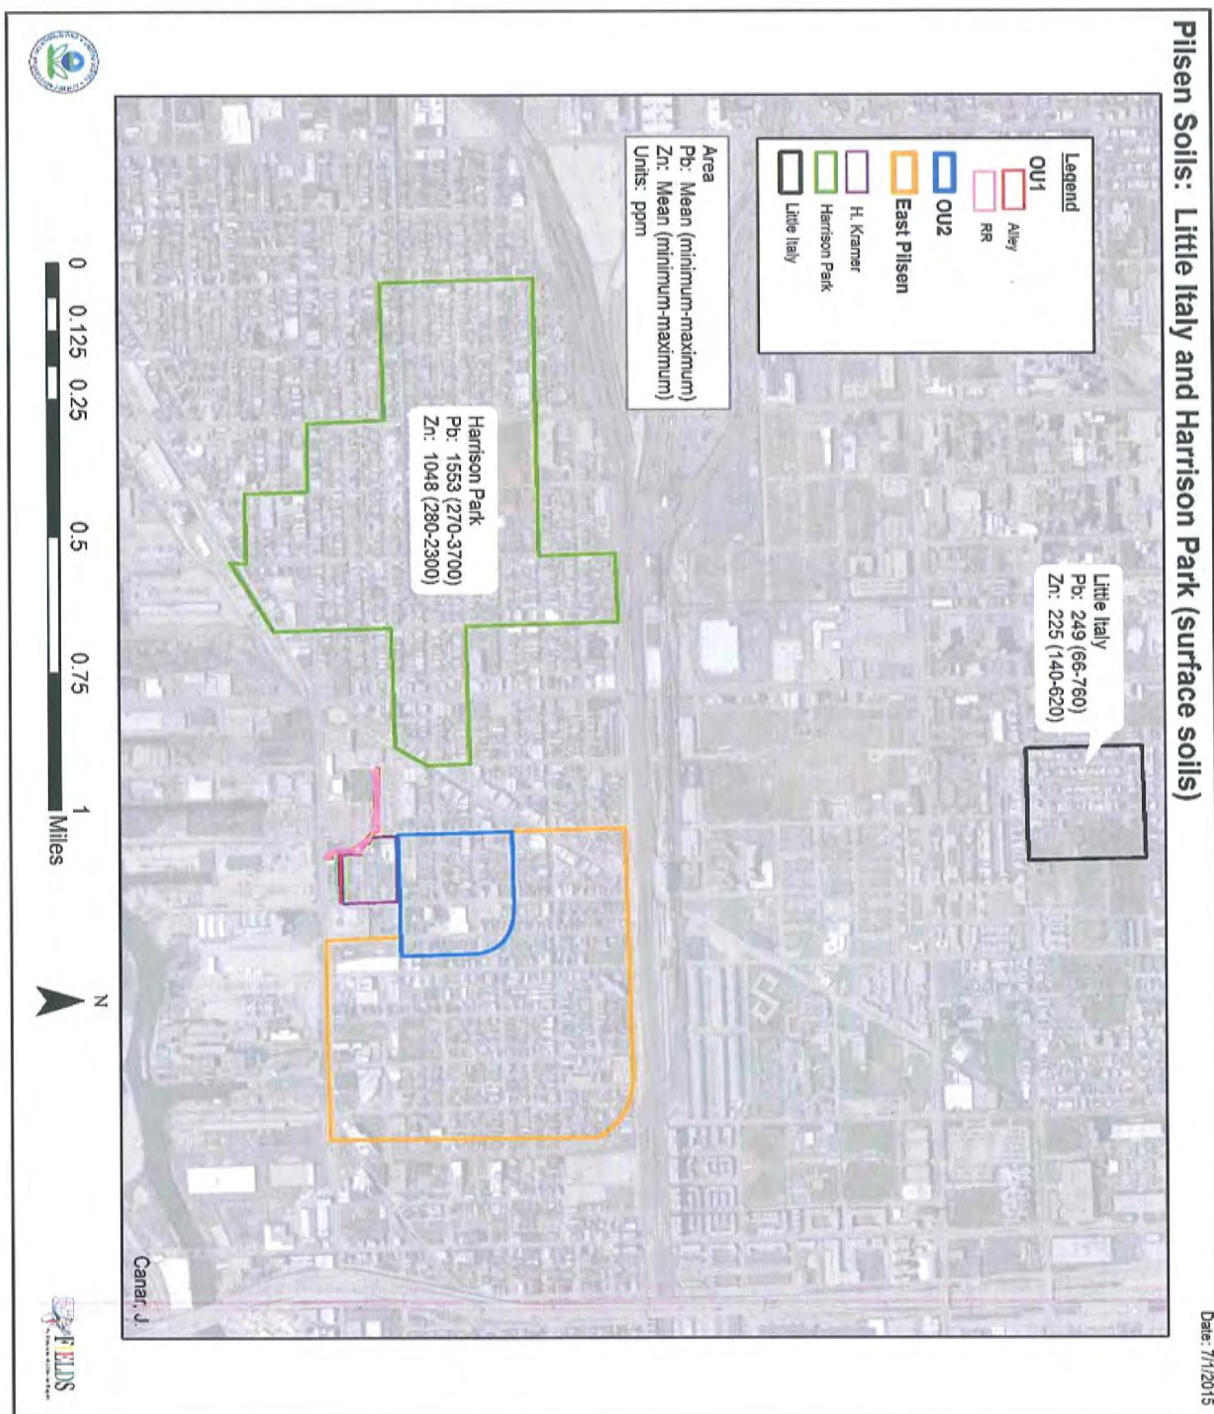 Pilsen Soils: Little Italy and Harrison Park (surface soils)
Date: 7/1/2015
Legend
OU1
Alley
RR
OU2
East Pilsen
H. Kramer
Harrison Park
Little Italy
Area
Pb: Mean (minimum-maximum)
Zn: Mean (minimum-maximum)
Units: ppm
Little Italy
Pb: 249 (66-760)
Zn: 225 (140-620)
Harrison Park
Pb: 1553 (270-3700)
Zn: 1048 (280-2300)
Canar, J.
0 0.125 0.25 0.5 0.75 1
Miles
N
FIELDS